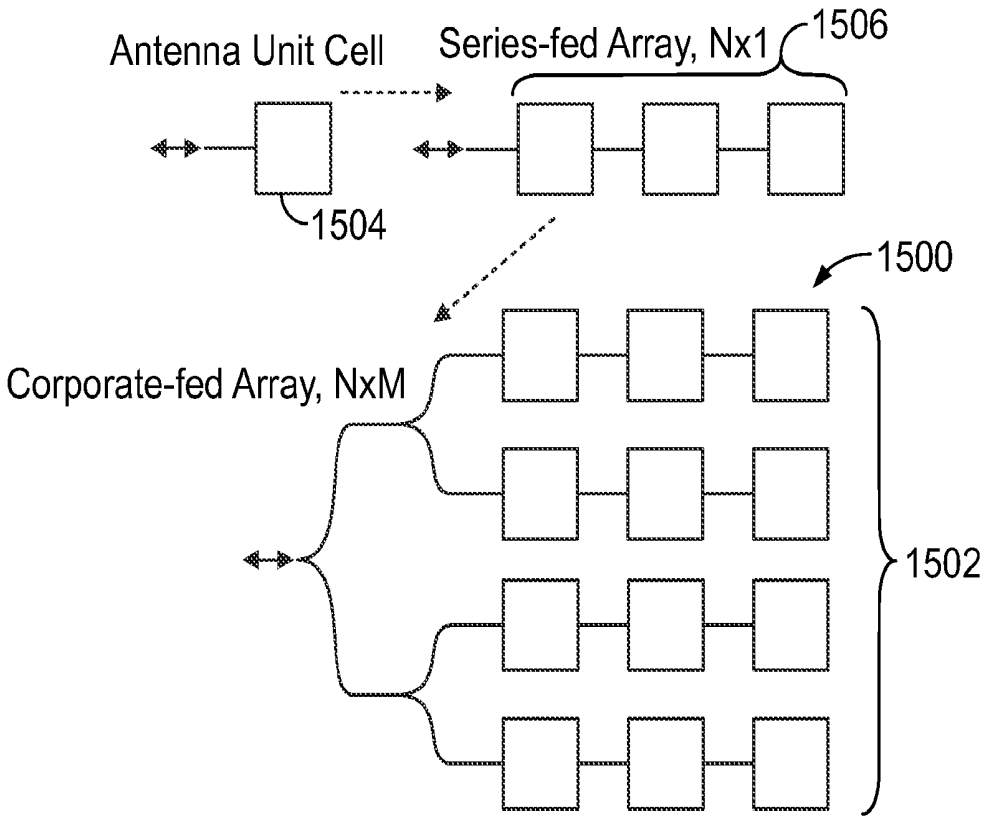 1506
Antenna Unit Cell
Series-fed Array, Nx1
1504
1500
Corporate-fed Array, NxM
1502